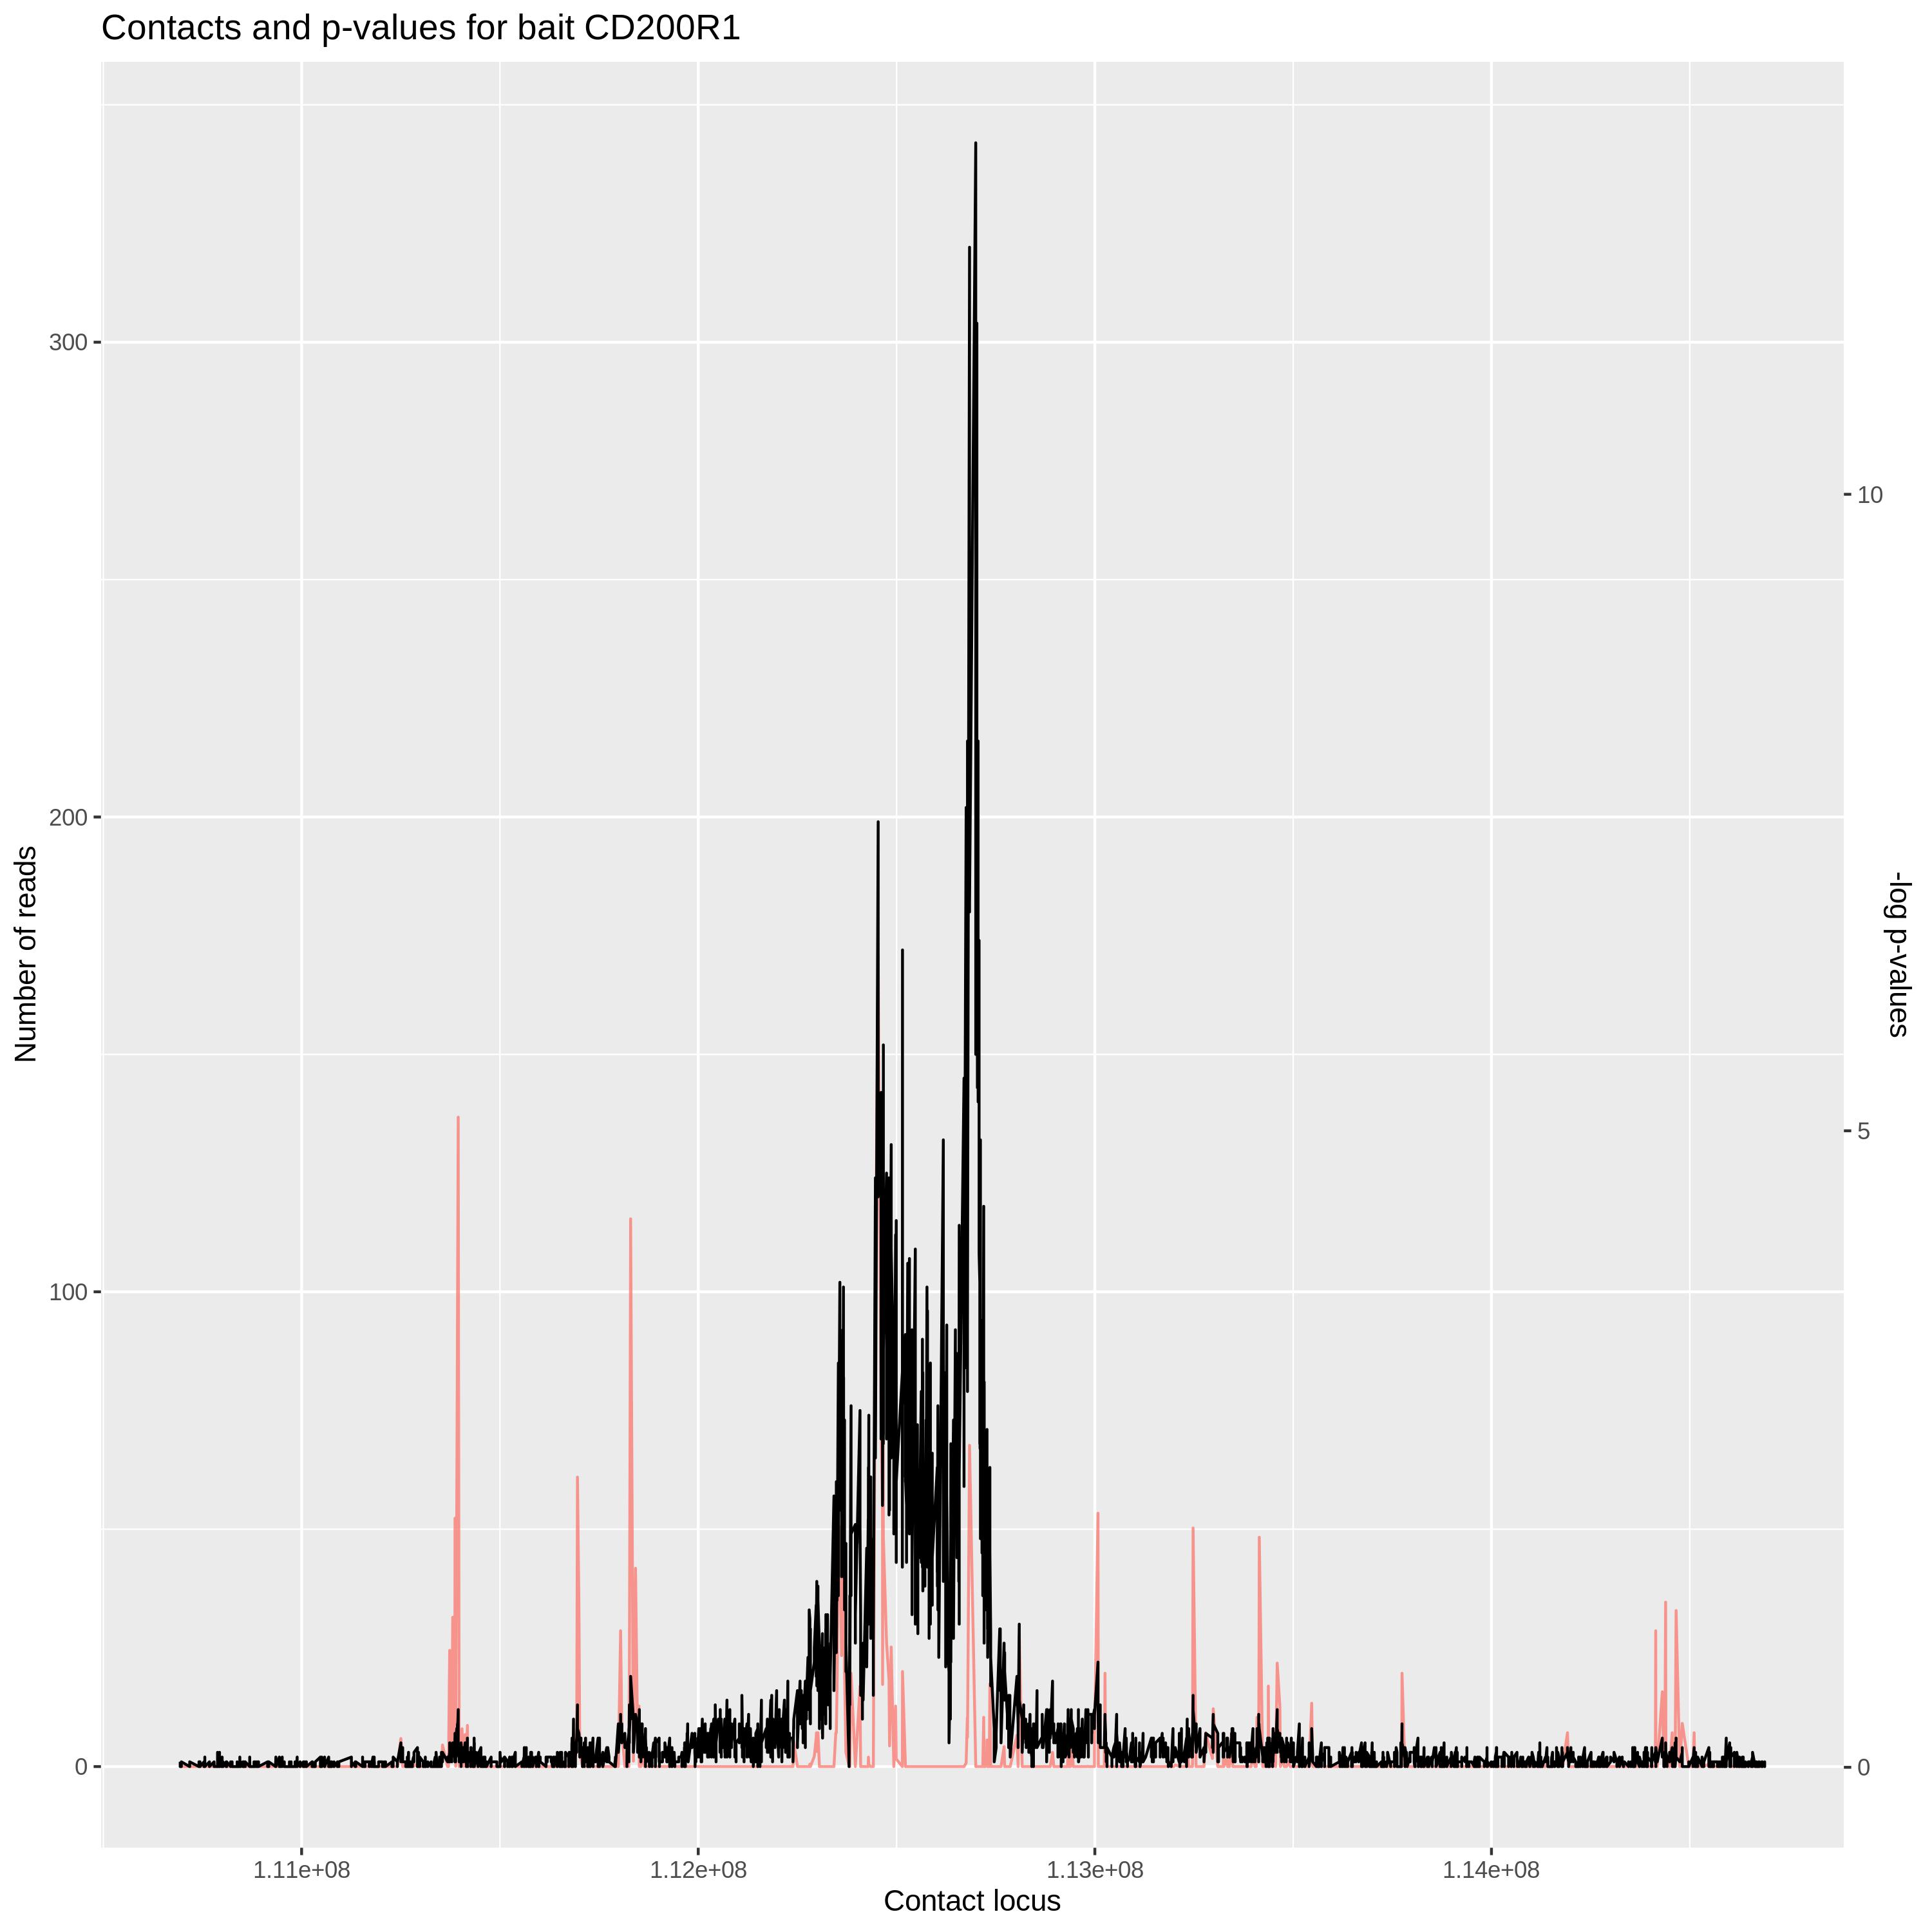 Contacts and p-values for bait CD200R1
300
200
100
0
Number of reads
10
5
0
-log p-values
1.11e+08
1.12e+08
1.13e+08
1.14e+08
Contact locus